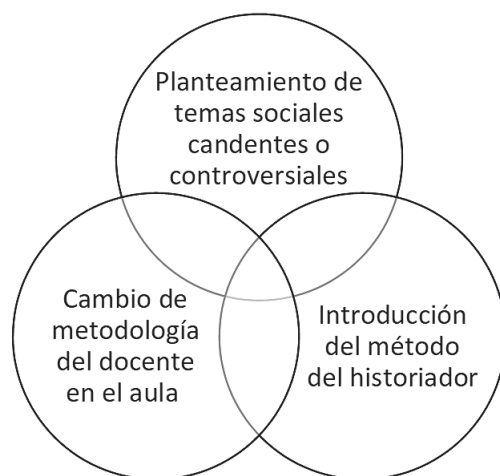 Planteamiento de
temas sociales
candentes o
controversiales
Cambio de
metodología
del docente
en el aula
Introducción
del método
del historiador